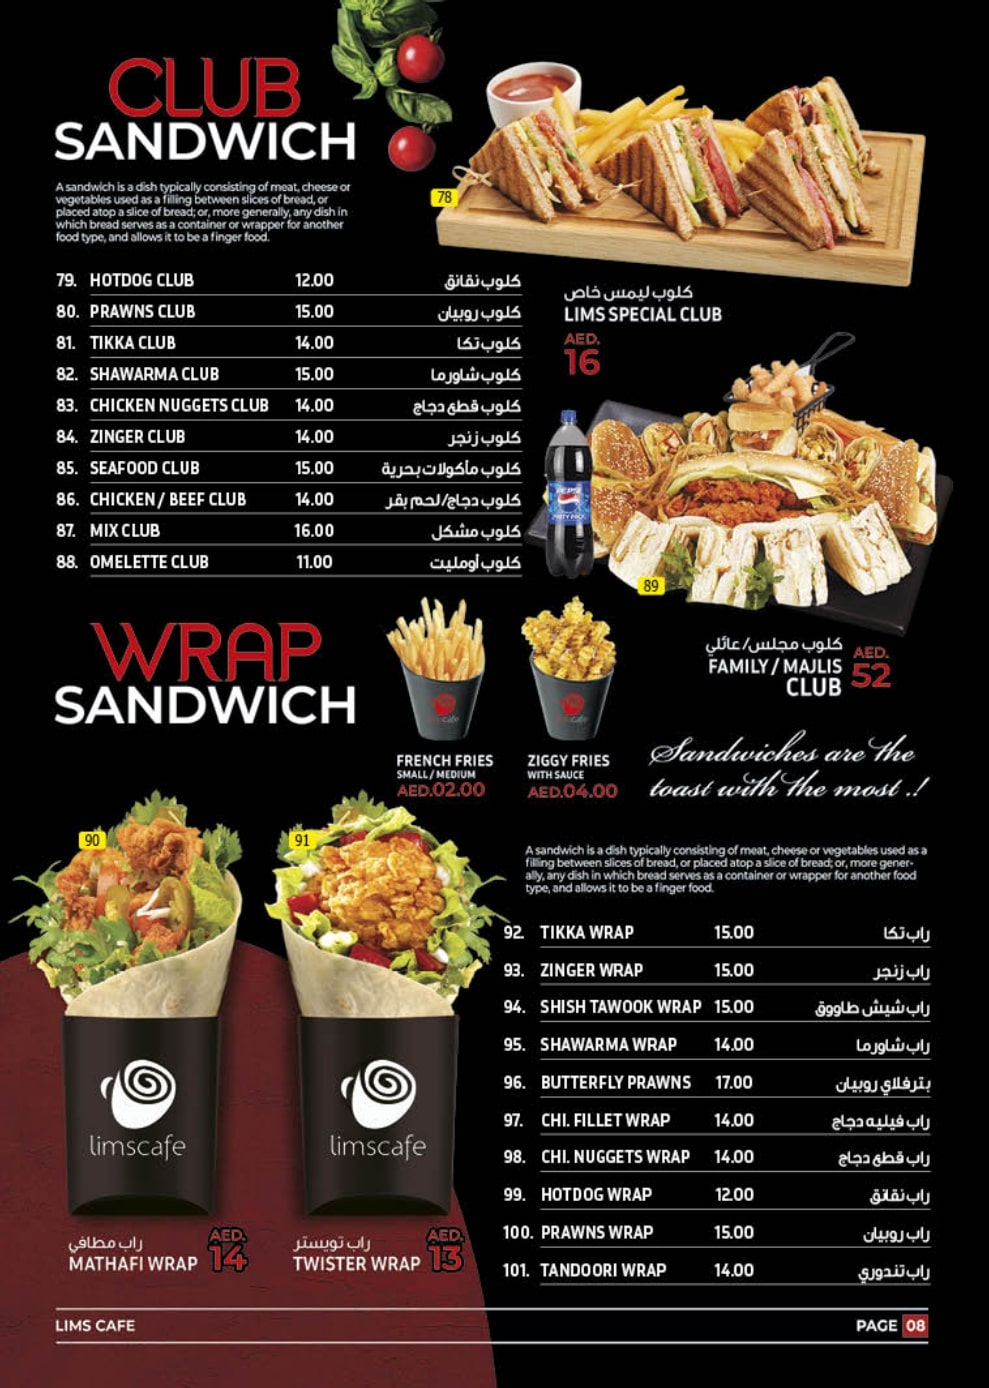 CLUB
SANDWICH
A sandwich is a dish typically consisting of meat, cheese or
vegetables used as a filling between slices of bread, or
placed atop a slice of bread; or, more generally, any dish in
which bread serves as a container or wrapper for another
food type, and allows it to be a finger food.
78
79. HOTDOG CLUB 12.00 كلوب نقانق
80. PRAWNS CLUB 15.00 كلوب روبيان
81. TIKKA CLUB 14.00 كلوب تكا
82. SHAWARMA CLUB 15.00 كلوب شاورما
83. CHICKEN NUGGETS CLUB 14.00 كلوب قطع دجاج
84. ZINGER CLUB 14.00 كلوب زنجر
85. SEAFOOD CLUB 15.00 كلوب مأكولات بحرية
86. CHICKEN / BEEF CLUB 14.00 كلوب دجاج/لحم بقر
87. MIX CLUB 16.00 كلوب مشكل
88. OMELETTE CLUB 11.00 كلوب أومليت
كلوب ليمس خاص
LIMS SPECIAL CLUB
AED.
16
PEPSI
PARTY PACK
89
كلوب مجلس/عائلي
FAMILY / MAJLIS
CLUB
AED.
52
WRAP
SANDWICH
FRENCH FRIES
SMALL / MEDIUM
AED.02.00
ZIGGY FRIES
WITH SAUCE
AED.04.00
Sandwiches are the
toast with the most .!
90
91
limscafe
limscafe
راب مطافي
MATHAFI WRAP
AED.
14
راب تويستر
TWISTER WRAP
AED.
13
A sandwich is a dish typically consisting of meat, cheese or vegetables used as a
filling between slices of bread, or placed atop a slice of bread; or, more gener-
ally, any dish in which bread serves as a container or wrapper for another food
type, and allows it to be a finger food.
92. TIKKA WRAP 15.00 راب تكا
93. ZINGER WRAP 15.00 راب زنجر
94. SHISH TAWOOK WRAP 15.00 راب شيش طاووق
95. SHAWARMA WRAP 14.00 راب شاورما
96. BUTTERFLY PRAWNS 17.00 بترفلاي روبيان
97. CHI. FILLET WRAP 14.00 راب فيليه دجاج
98. CHI. NUGGETS WRAP 14.00 راب قطع دجاج
99. HOTDOG WRAP 12.00 راب نقانق
100. PRAWNS WRAP 15.00 راب روبيان
101. TANDOORI WRAP 14.00 راب تندوري
LIMS CAFE
PAGE 08